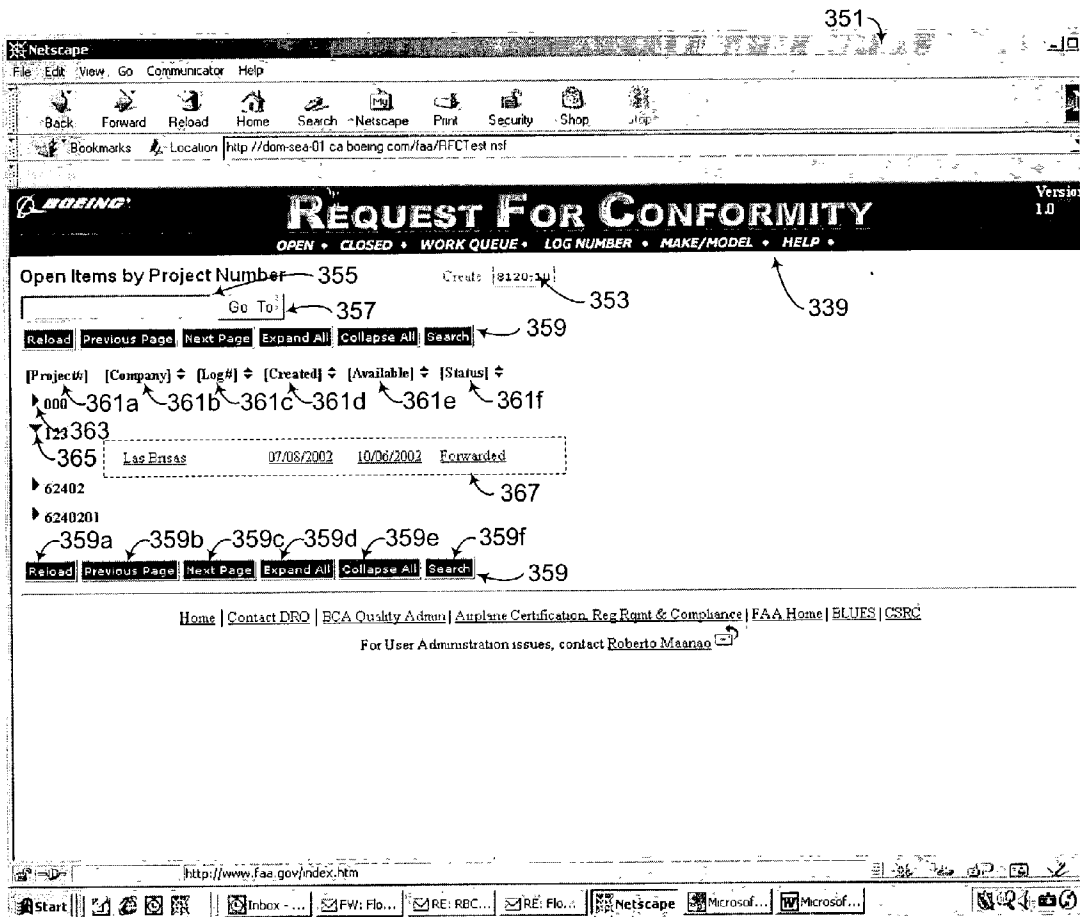 351
Netscape
File Edit View Go Communicator Help
Back Forward Reload Home Search Netscape Print Security Shop Stop
Bookmarks Location http://dom-sea-01.ca.boeing.com/faa/RFCTest.nsf
BOEING REQUEST FOR CONFORMITY Version 1.0
OPEN • CLOSED • WORK QUEUE • LOG NUMBER • MAKE/MODEL • HELP •
Open Items by Project Number 355 Create 8120-10 353 339
Go To 357
Reload Previous Page Next Page Expand All Collapse All Search 359
[Project#] [Company] [Log#] [Created] [Available] [Status]
000 361a 361b 361c 361d 361e 361f
363
123
365 Las Brisas 07/08/2002 10/06/2002 Forwarded
367
62402
6240201
359a 359b 359c 359d 359e 359f
Reload Previous Page Next Page Expand All Collapse All Search 359
Home | Contact DRO | BCA Quality Admin | Airplane Certification, Reg Rqmt & Compliance | FAA Home | BLUES | CSRC
For User Administration issues, contact Roberto Maanao
http://www.faa.gov/index.htm
Start Inbox - ... FW: Flo... RE: RBC... RE: Flo... Netscape Microsof... Microsof...